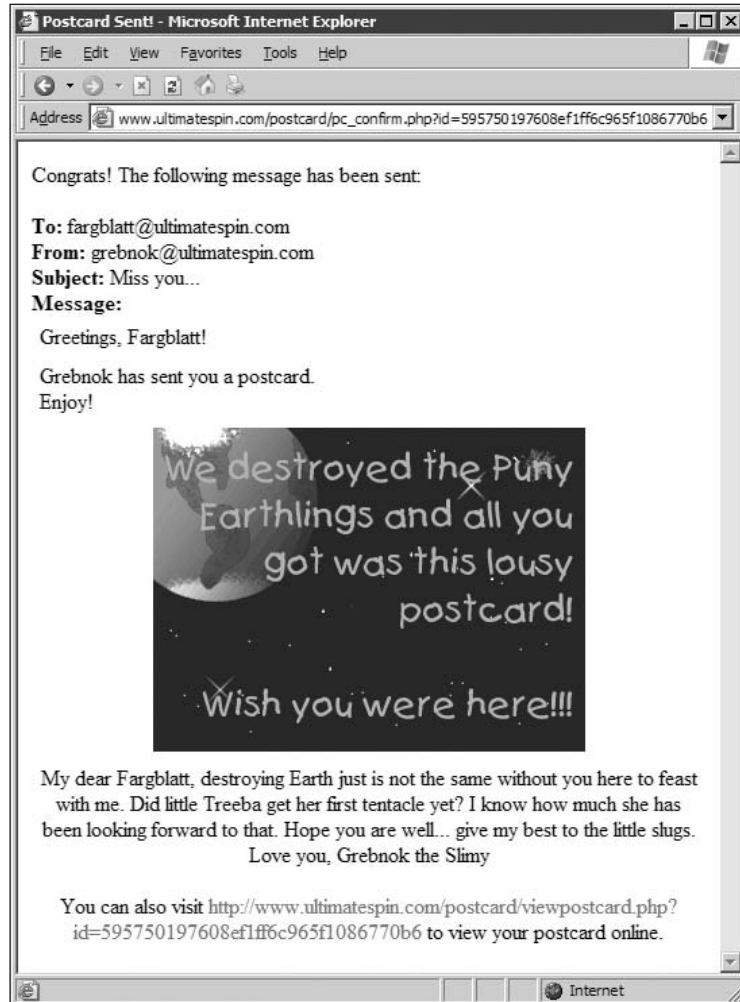 Postcard Sent! - Microsoft Internet Explorer
File Edit View Favorites Tools Help
Address www.ultimatespin.com/postcard/pc_confirm.php?id=595750197608ef1ff6c965f1086770b6
Congrats! The following message has been sent:
To: fargblatt@ultimatespin.com
From: grebnok@ultimatespin.com
Subject: Miss you...
Message:
Greetings, Fargblatt!
Grebnok has sent you a postcard.
Enjoy!
We destroyed the Puny
Earthlings and all you
got was this lousy
postcard!
Wish you were here!!!
My dear Fargblatt, destroying Earth just is not the same without you here to feast
with me. Did little Treeba get her first tentacle yet? I know how much she has
been looking forward to that. Hope you are well... give my best to the little slugs.
Love you, Grebnok the Slimy
You can also visit http://www.ultimatespin.com/postcard/viewpostcard.php?
id=595750197608ef1ff6c965f1086770b6 to view your postcard online.
Internet